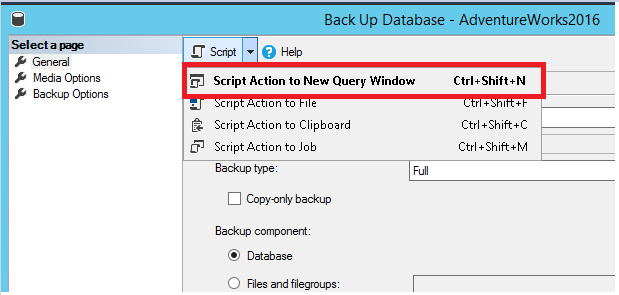 Back Up Database - AdventureWorks2016
Select a page
General
Media Options
Backup Options
Script Help
Script Action to New Query Window Ctrl+Shift+N
Script Action to File Ctrl+Shift+F
Script Action to Clipboard Ctrl+Shift+C
Script Action to Job Ctrl+Shift+M
Backup type: Full
Copy-only backup
Backup component:
Database
Files and filegroups: